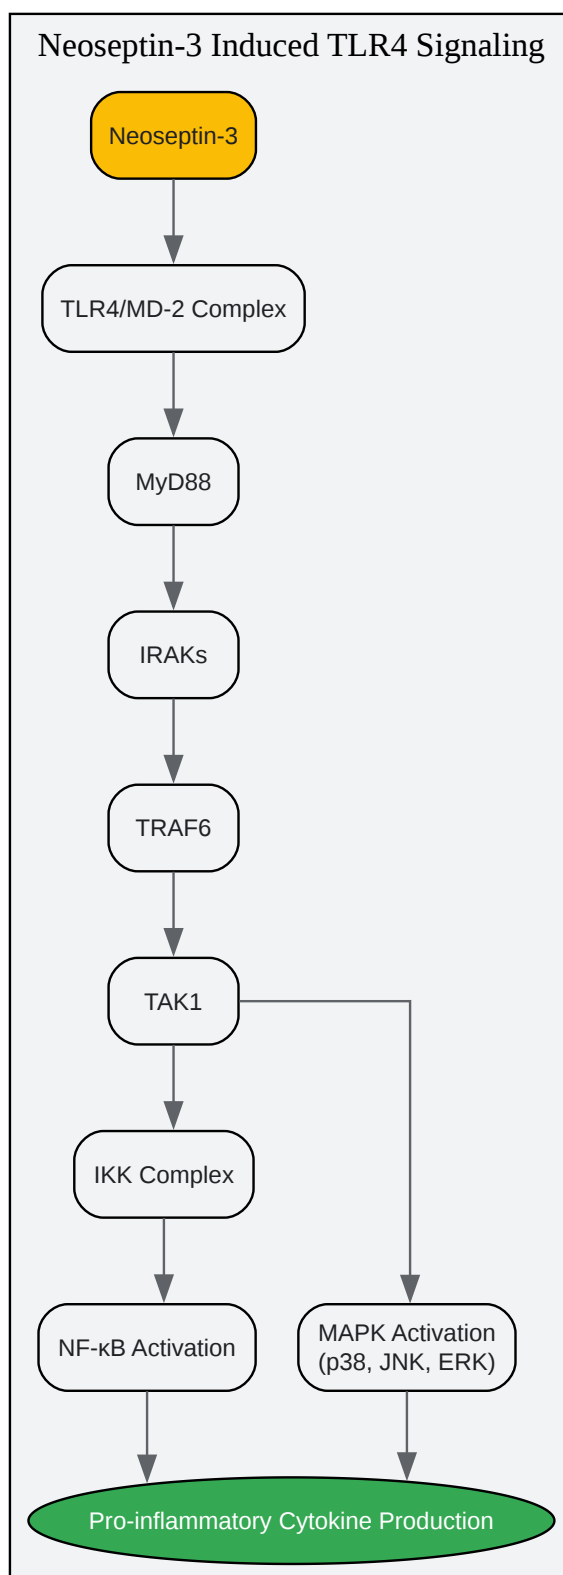 Neoseptin-3 Induced TLR4 Signaling
Neoseptin-3
TLR4/MD-2 Complex
MyD88
IRAKs
TRAF6
TAK1
IKK Complex
NF-κB Activation
MAPK Activation
(p38, JNK, ERK)
Pro-inflammatory Cytokine Production